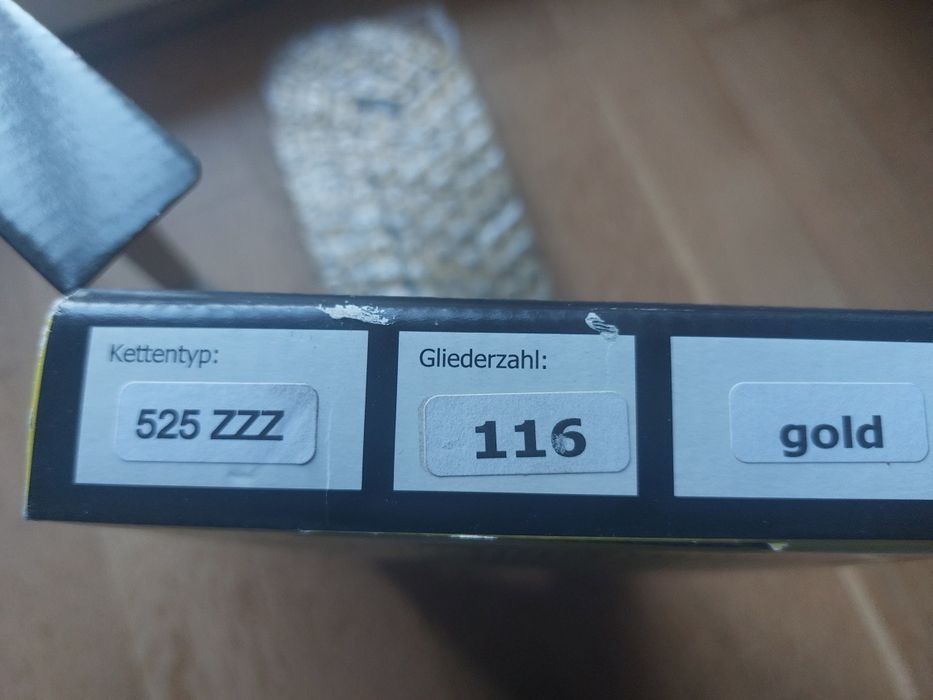 Kettentyp:
525 ZZZ
Gliederzahl:
116
gold